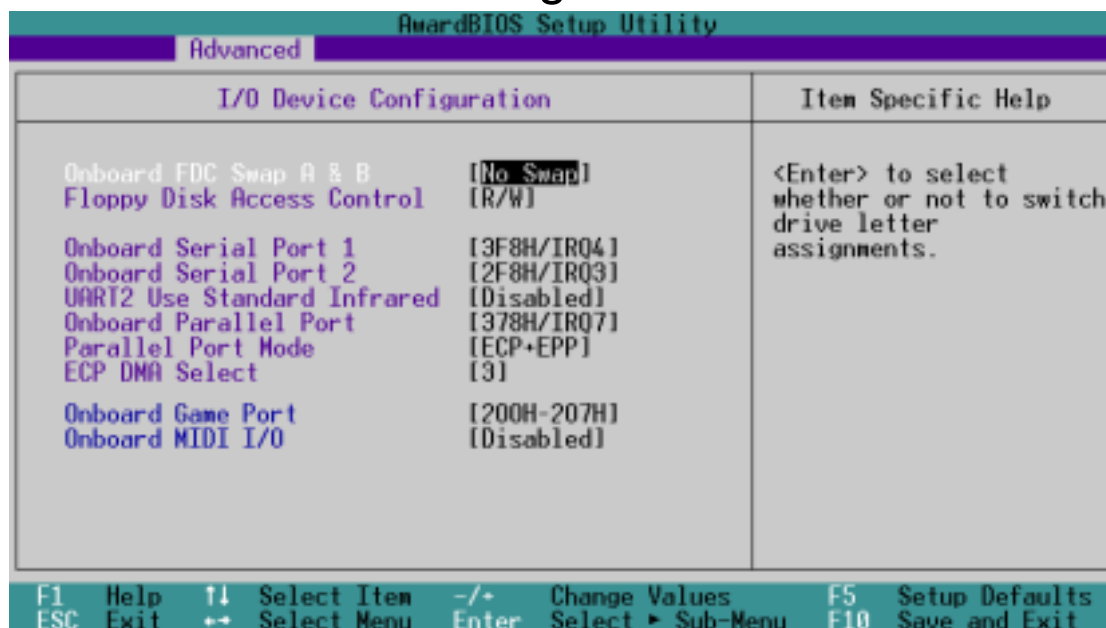 AwardBIOS Setup Utility
Advanced
I/O Device Configuration
Item Specific Help
Onboard FDC Swap A & B [No Swap]
Floppy Disk Access Control [R/W]
Onboard Serial Port 1 [3F8H/IRQ4]
Onboard Serial Port 2 [2F8H/IRQ3]
UART2 Use Standard Infrared [Disabled]
Onboard Parallel Port [378H/IRQ7]
Parallel Port Mode [ECP+EPP]
ECP DMA Select [3]
Onboard Game Port [200H-207H]
Onboard MIDI I/O [Disabled]
<Enter> to select
whether or not to switch
drive letter
assignments.
F1 Help ↑↓ Select Item -/+ Change Values F5 Setup Defaults
ESC Exit ←→ Select Menu Enter Select ► Sub-Menu F10 Save and Exit